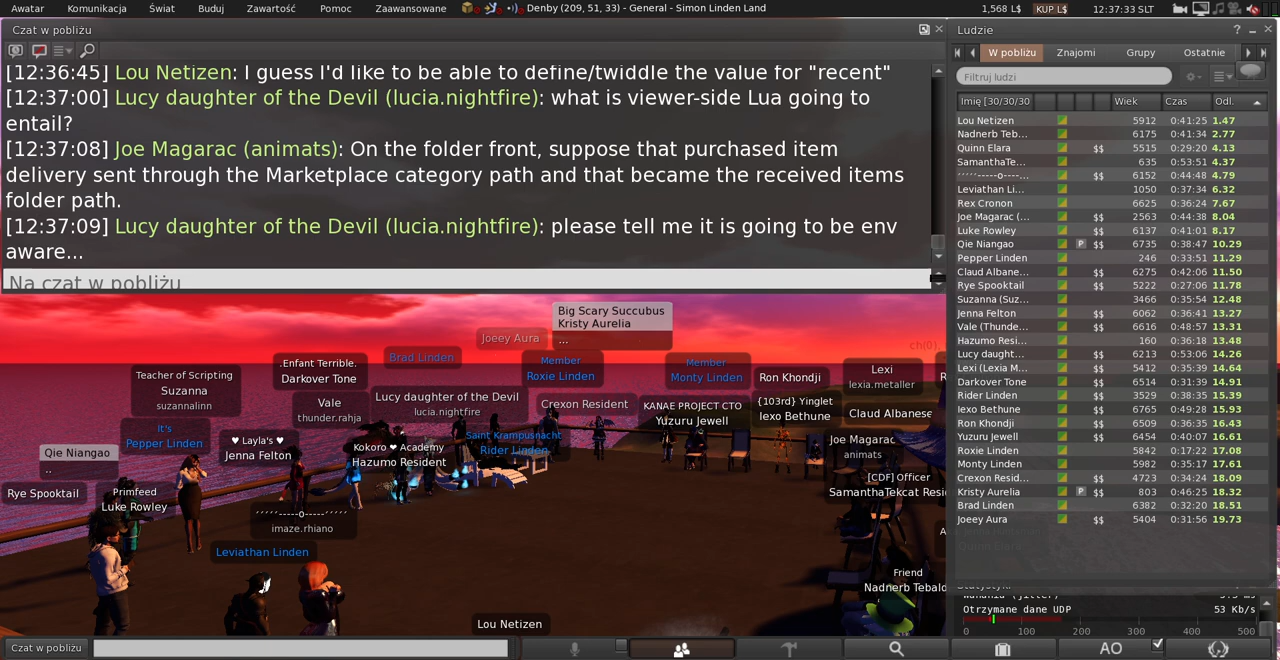 Awatar Komunikacja Świat Buduj Zawartość Pomoc Zaawansowane Denby (209, 51, 33) - General - Simon Linden Land 1,568 L$ KUP L$ 12:37:33 SLT
Czat w pobliżu
[12:36:45] Lou Netizen: I guess I'd like to be able to define/twiddle the value for "recent"
[12:37:00] Lucy daughter of the Devil (lucia.nightfire): what is viewer-side Lua going to
entail?
[12:37:08] Joe Magarac (animats): On the folder front, suppose that purchased item
delivery sent through the Marketplace category path and that became the received items
folder path.
[12:37:09] Lucy daughter of the Devil (lucia.nightfire): please tell me it is going to be env
aware...
Na czat w pobliżu
Big Scary Succubus
Kristy Aurelia
...
Joeey Aura
ch(0)
.Enfant Terrible.
Darkover Tone
Brad Linden
Member
Roxie Linden
Member
Monty Linden
Ron Khondji
Lexi
lexia.metaller
Teacher of Scripting
Suzanna
suzannalinn
Vale
thunder.rahja
Lucy daughter of the Devil
lucia.nightfire
Crexon Resident
KANAE PROJECT CTO
Yuzuru Jewell
{103rd} Yinglet
Iexo Bethune
Claud Albanese
It's
Pepper Linden
♥ Layla's ♥
Jenna Felton
Kokoro ❤ Academy
Hazumo Resident
Saint Krampusnacht
Rider Linden
Joe Magarac
animats
Qie Niangao
..
Rye Spooktail
Primfeed
Luke Rowley
[CDF] Officer
SamanthaTekcat Resid
´´´´´-----o-----´´´´´
imaze.rhiano
Leviathan Linden
Friend
Nadnerb Tebald
Lou Netizen
Ludzie
W pobliżu Znajomi Grupy Ostatnie
Filtruj ludzi
Imię [30/30/30 Wiek Czas Odl.
Lou Netizen 5912 0:41:25 1.47
Nadnerb Teb... 6175 0:41:34 2.77
Quinn Elara $$ 5515 0:29:20 4.13
SamanthaTe... 635 0:53:51 4.37
´´´´´-----o----... $$ 6152 0:44:48 4.79
Leviathan Li... 1050 0:37:34 6.32
Rex Cronon 6625 0:36:24 7.67
Joe Magarac (... $$ 2563 0:44:38 8.04
Luke Rowley $$ 6137 0:41:01 8.17
Qie Niangao P $$ 6735 0:38:47 10.29
Pepper Linden 246 0:33:51 11.29
Claud Albane... $$ 6275 0:42:06 11.50
Rye Spooktail $$ 5222 0:27:06 11.78
Suzanna (Suz... 3466 0:35:54 12.48
Jenna Felton $$ 6062 0:36:41 13.27
Vale (Thunde... $$ 6616 0:48:57 13.31
Hazumo Resi... 160 0:36:18 13.48
Lucy daught... $$ 6213 0:53:06 14.26
Lexi (Lexia M... $$ 5412 0:35:39 14.64
Darkover Tone $$ 6514 0:31:39 14.91
Rider Linden $$ 3529 0:38:35 15.39
Iexo Bethune $$ 6765 0:49:28 15.93
Ron Khondji $$ 6509 0:36:35 16.43
Yuzuru Jewell $$ 6454 0:40:07 16.61
Roxie Linden 5842 0:17:22 17.08
Monty Linden 5982 0:35:17 17.61
Crexon Resid... $$ 4723 0:34:24 18.09
Kristy Aurelia P $$ 803 0:46:25 18.32
Brad Linden 6382 0:32:20 18.51
Joeey Aura $$ 5404 0:31:56 19.73
Otrzymane dane UDP 53 Kb/s
0 100 200 300 400 500
Czat w pobliżu AO